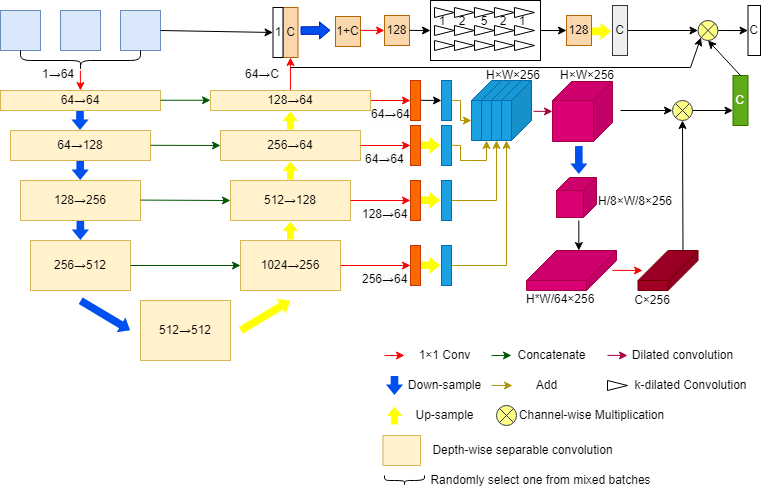 1
C
1+C
128
1 2 5 2 1
128
C
C
1→64
64→C
H×W×256
H×W×256
64→64
128→64
64→64
C
64→128
256→64
64→64
128→256
512→128
128→64
H/8×W/8×256
256→512
1024→256
256→64
H*W/64×256
C×256
512→512
1×1 Conv
Concatenate
Dilated convolution
Down-sample
Add
k-dilated Convolution
Up-sample
Channel-wise Multiplication
Depth-wise separable convolution
Randomly select one from mixed batches